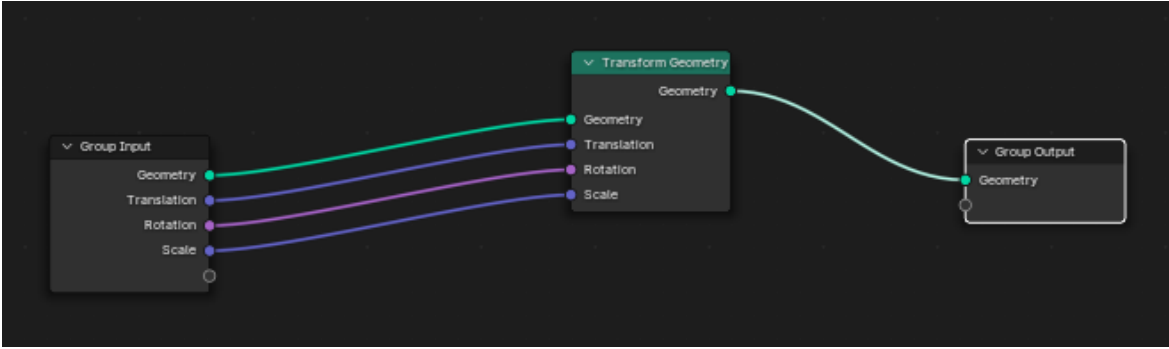 Group Input
Geometry
Translation
Rotation
Scale
Transform Geometry
Geometry
Geometry
Translation
Rotation
Scale
Group Output
Geometry